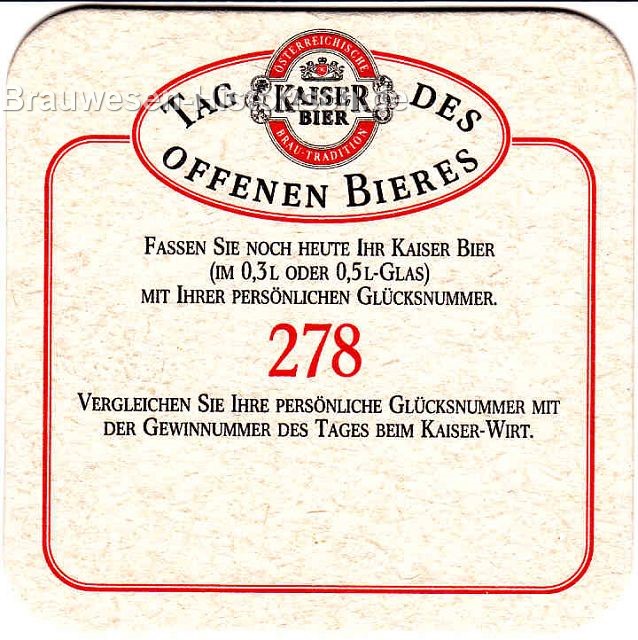 TAG DES
OFFENEN BIERES
ÖSTERREICHISCHE
KAISER
BIER
BRAU-TRADITION
FASSEN SIE NOCH HEUTE IHR KAISER BIER
(IM 0,3L ODER 0,5L-GLAS)
MIT IHRER PERSÖNLICHEN GLÜCKSNUMMER.
278
VERGLEICHEN SIE IHRE PERSÖNLICHE GLÜCKSNUMMER MIT
DER GEWINNUMMER DES TAGES BEIM KAISER-WIRT.